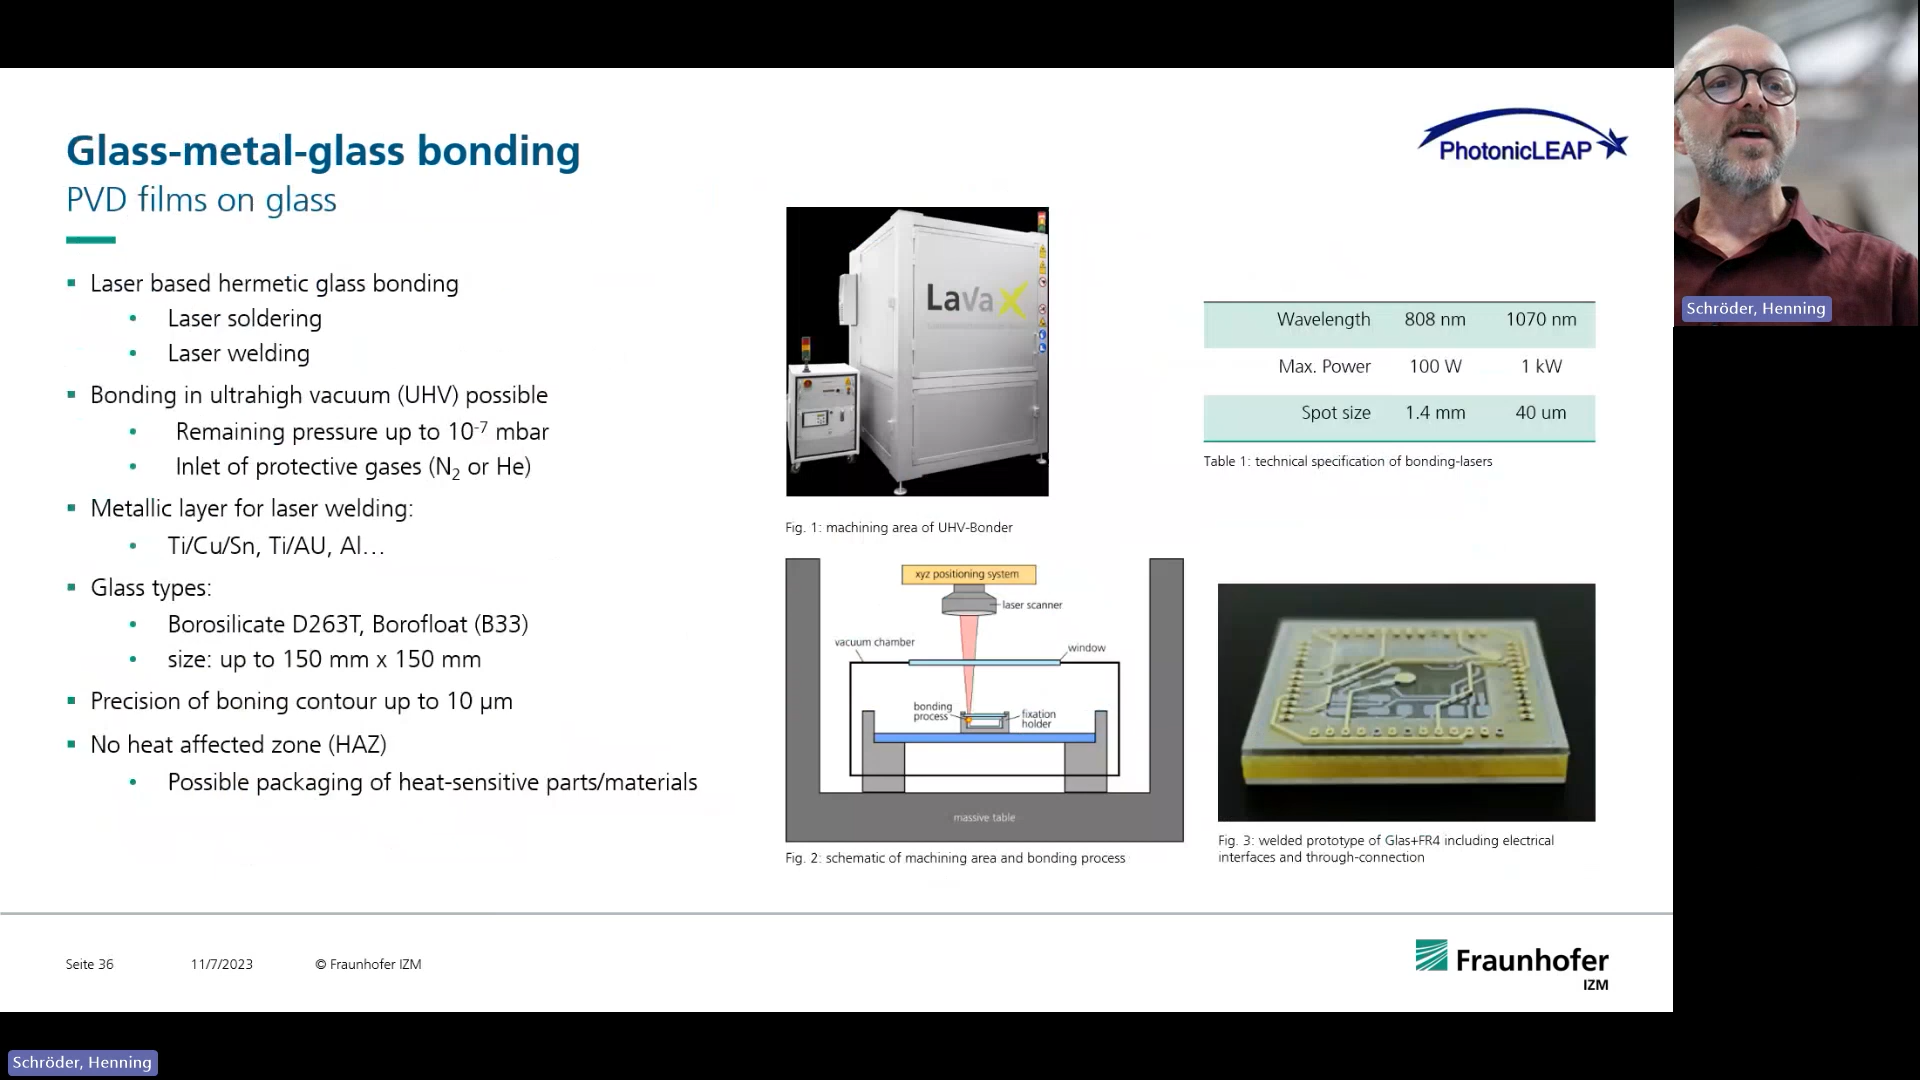 Glass-metal-glass bonding
PVD films on glass
Laser based hermetic glass bonding
Laser soldering
Laser welding
Bonding in ultrahigh vacuum (UHV) possible
Remaining pressure up to 10⁻⁷ mbar
Inlet of protective gases (N₂ or He)
Metallic layer for laser welding:
Ti/Cu/Sn, Ti/AU, Al...
Glass types:
Borosilicate D263T, Borofloat (B33)
size: up to 150 mm x 150 mm
Precision of boning contour up to 10 µm
No heat affected zone (HAZ)
Possible packaging of heat-sensitive parts/materials
LavaX
Fig. 1: machining area of UHV-Bonder
xyz positioning system
laser scanner
vacuum chamber
window
bonding
process
fixation
holder
massive table
Fig. 2: schematic of machining area and bonding process
PhotonicLEAP
Wavelength 808 nm 1070 nm
Max. Power 100 W 1 kW
Spot size 1.4 mm 40 um
Table 1: technical specification of bonding-lasers
Fig. 3: welded prototype of Glas+FR4 including electrical
interfaces and through-connection
Seite 36 11/7/2023 © Fraunhofer IZM
Fraunhofer
IZM
Schröder, Henning
Schröder, Henning